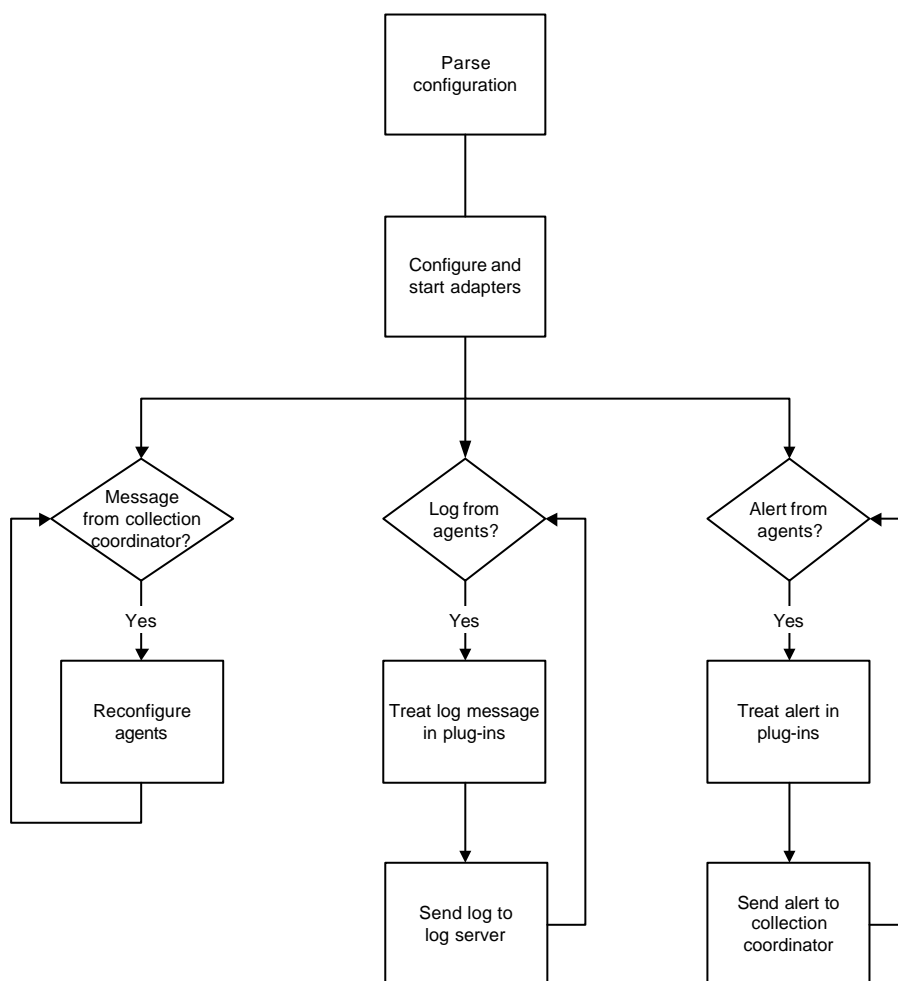 Parse
configuration
Configure and
start adapters
Message
from collection
coordinator?
Log from
agents?
Alert from
agents?
Yes
Yes
Yes
Reconfigure
agents
Treat log message
in plug-ins
Treat alert in
plug-ins
Send log to
log server
Send alert to
collection
coordinator